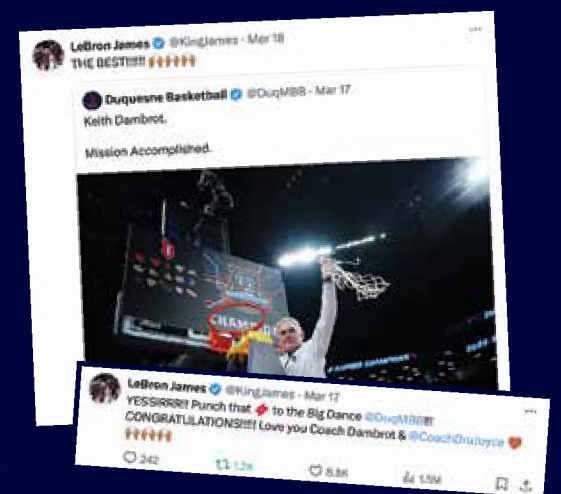 LeBron James @KingJames · Mar 18
THE BEST!!!!!!
Duquesne Basketball @DuqMBB · Mar 17
Keith Dambrot.
Mission Accomplished.
LeBron James @KingJames · Mar 17
YESSIRRR!! Punch that to the Big Dance @DuqMBB!!!
CONGRATULATIONS!!!!! Love you Coach Dambrot & @CoachDruJoyce
242 1.2K 8.8K 1.5M